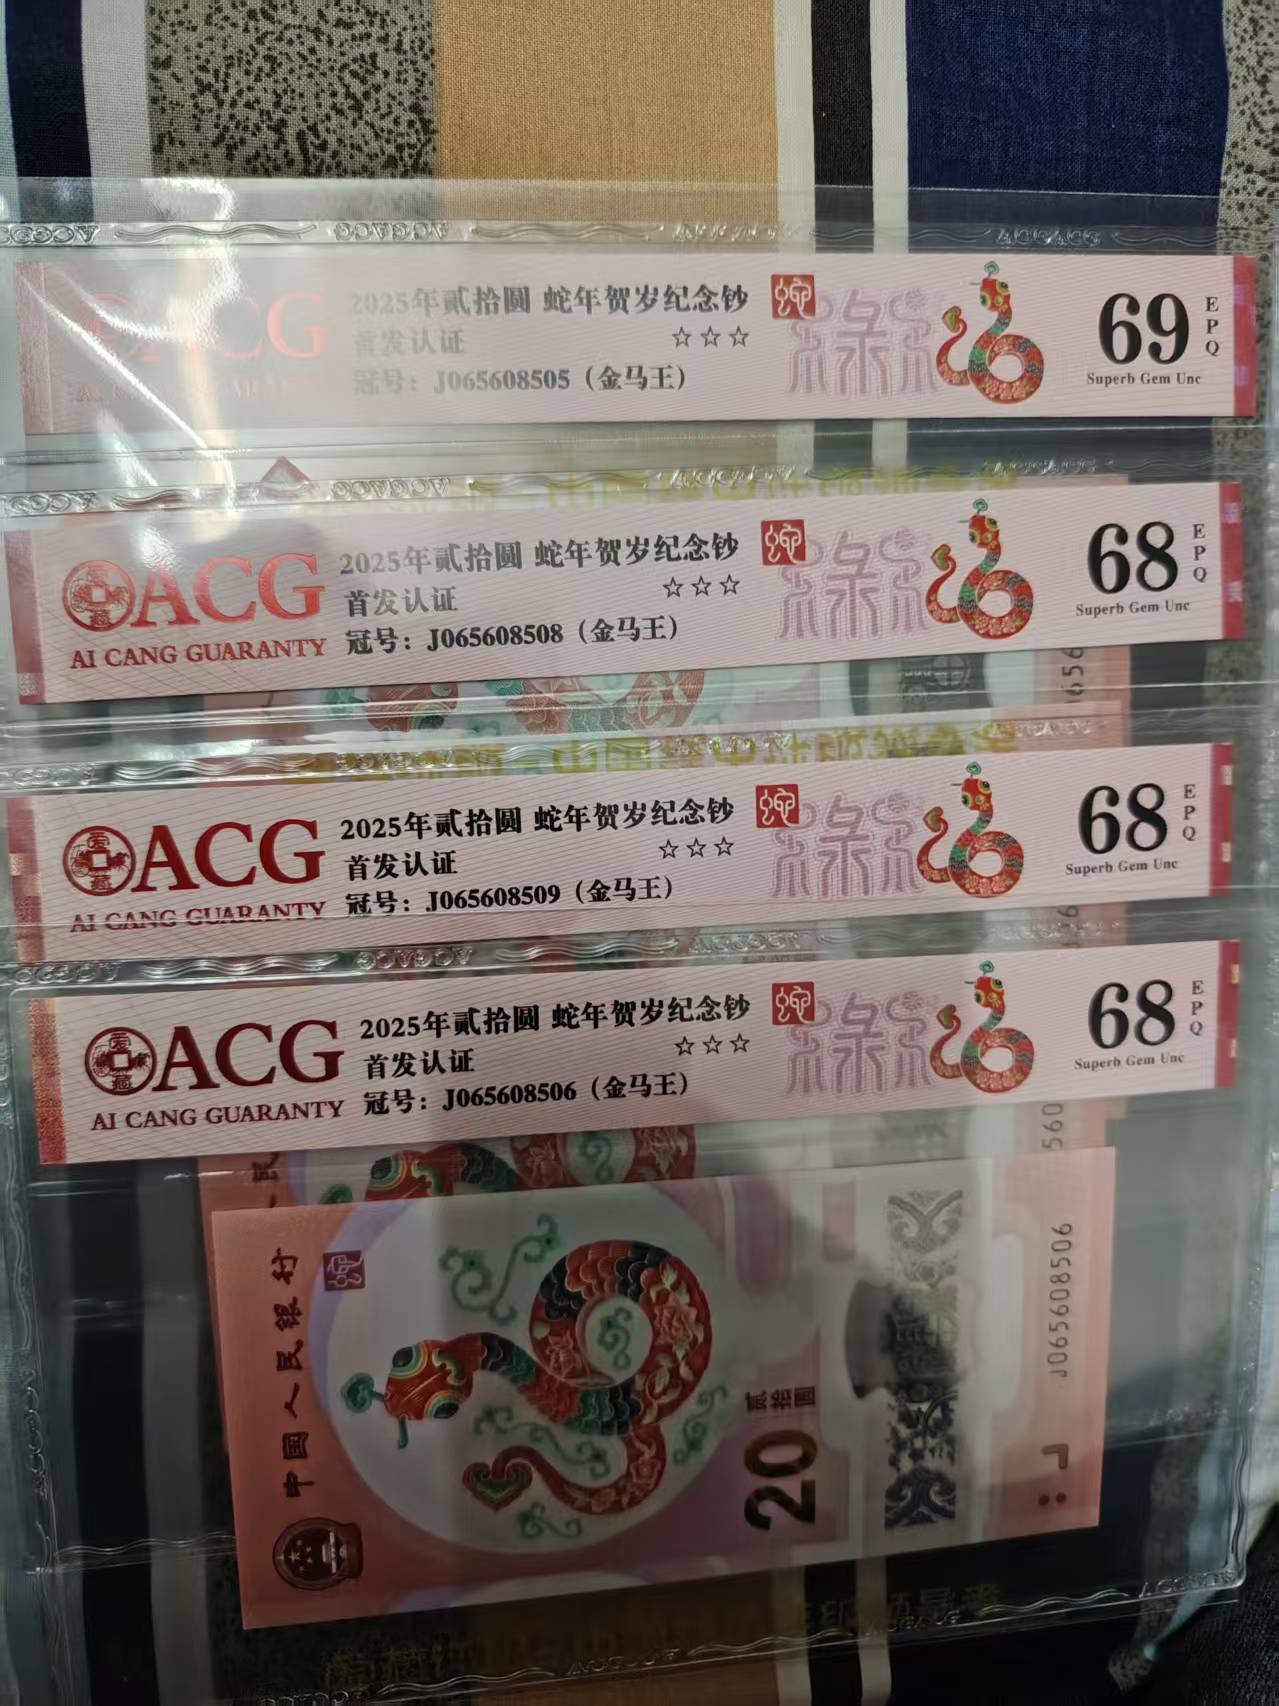 ACG
2025年贰拾圆 蛇年贺岁纪念钞
首发认证 ☆☆☆
冠号：J065608505（金马王）
69 EPQ
Superb Gem Unc
ACG
AI CANG GUARANTY
2025年贰拾圆 蛇年贺岁纪念钞
首发认证 ☆☆☆
冠号：J065608508（金马王）
68 EPQ
Superb Gem Unc
ACG
AI CANG GUARANTY
2025年贰拾圆 蛇年贺岁纪念钞
首发认证 ☆☆☆
冠号：J065608509（金马王）
68 EPQ
Superb Gem Unc
ACG
AI CANG GUARANTY
2025年贰拾圆 蛇年贺岁纪念钞
首发认证 ☆☆☆
冠号：J065608506（金马王）
68 EPQ
Superb Gem Unc
中国人民银行
贰拾圆
20
J065608506